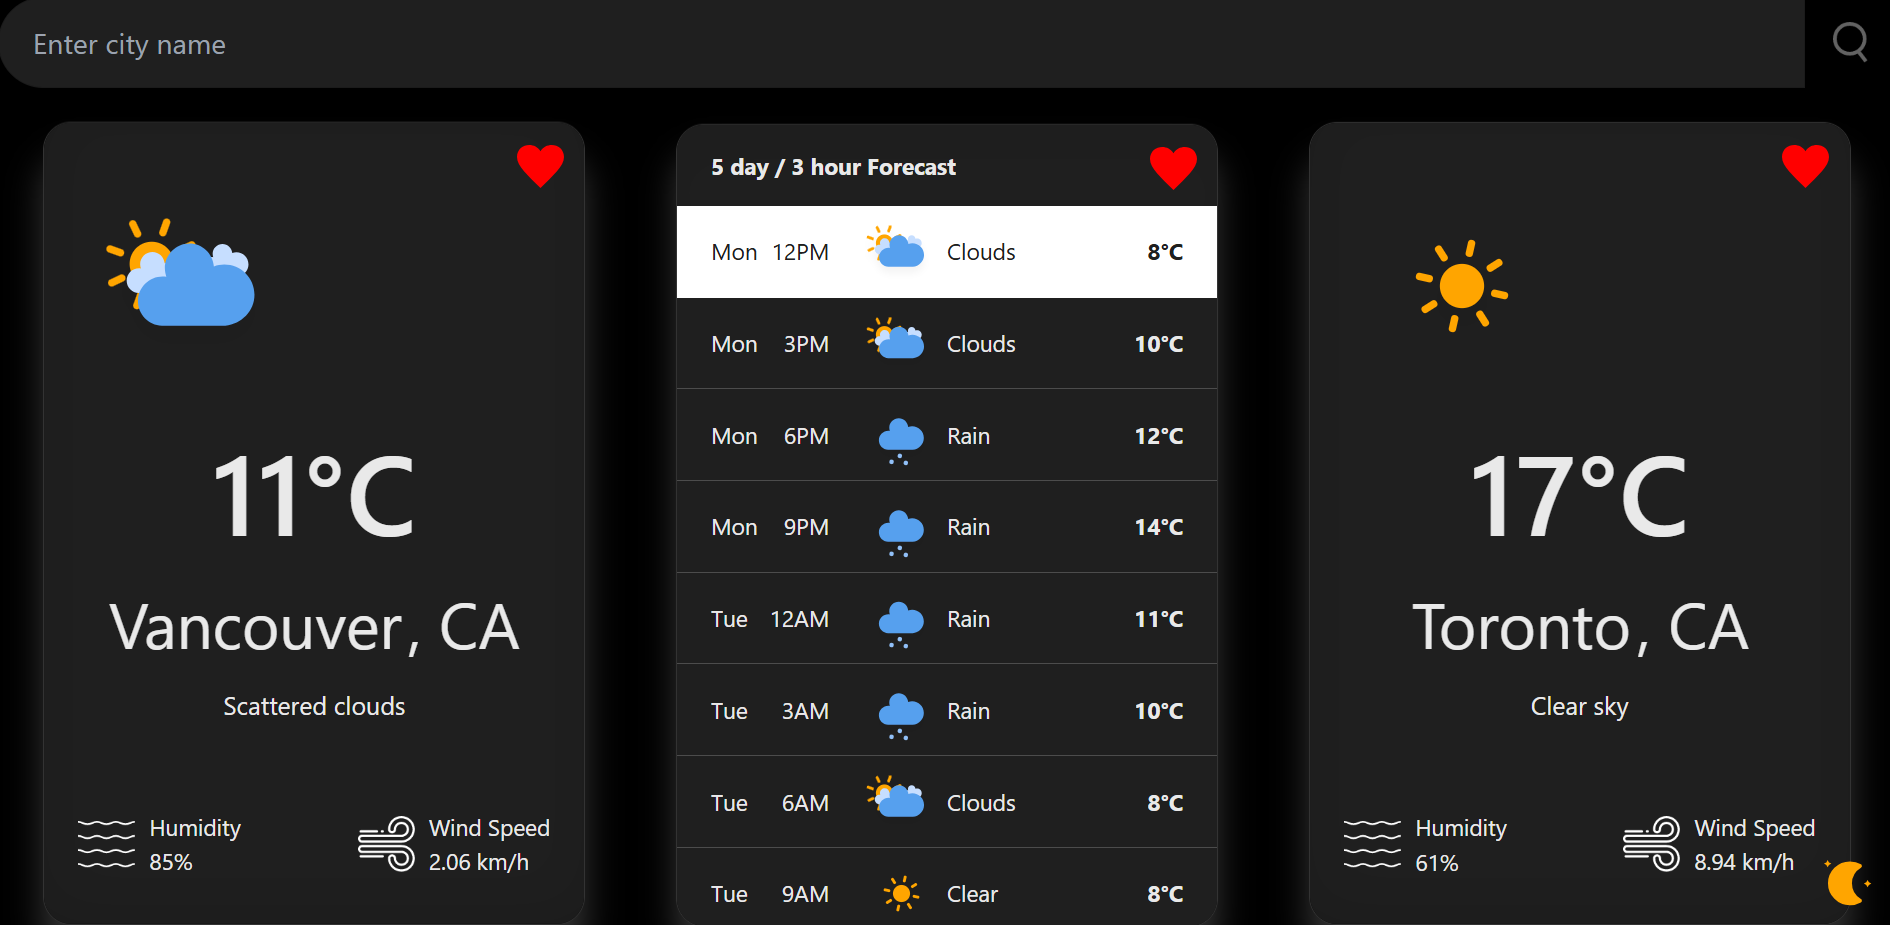 Enter city name
11°C
Vancouver, CA
Scattered clouds
Humidity
85%
Wind Speed
2.06 km/h
5 day / 3 hour Forecast
Mon 12PM Clouds 8°C
Mon 3PM Clouds 10°C
Mon 6PM Rain 12°C
Mon 9PM Rain 14°C
Tue 12AM Rain 11°C
Tue 3AM Rain 10°C
Tue 6AM Clouds 8°C
Tue 9AM Clear 8°C
17°C
Toronto, CA
Clear sky
Humidity
61%
Wind Speed
8.94 km/h